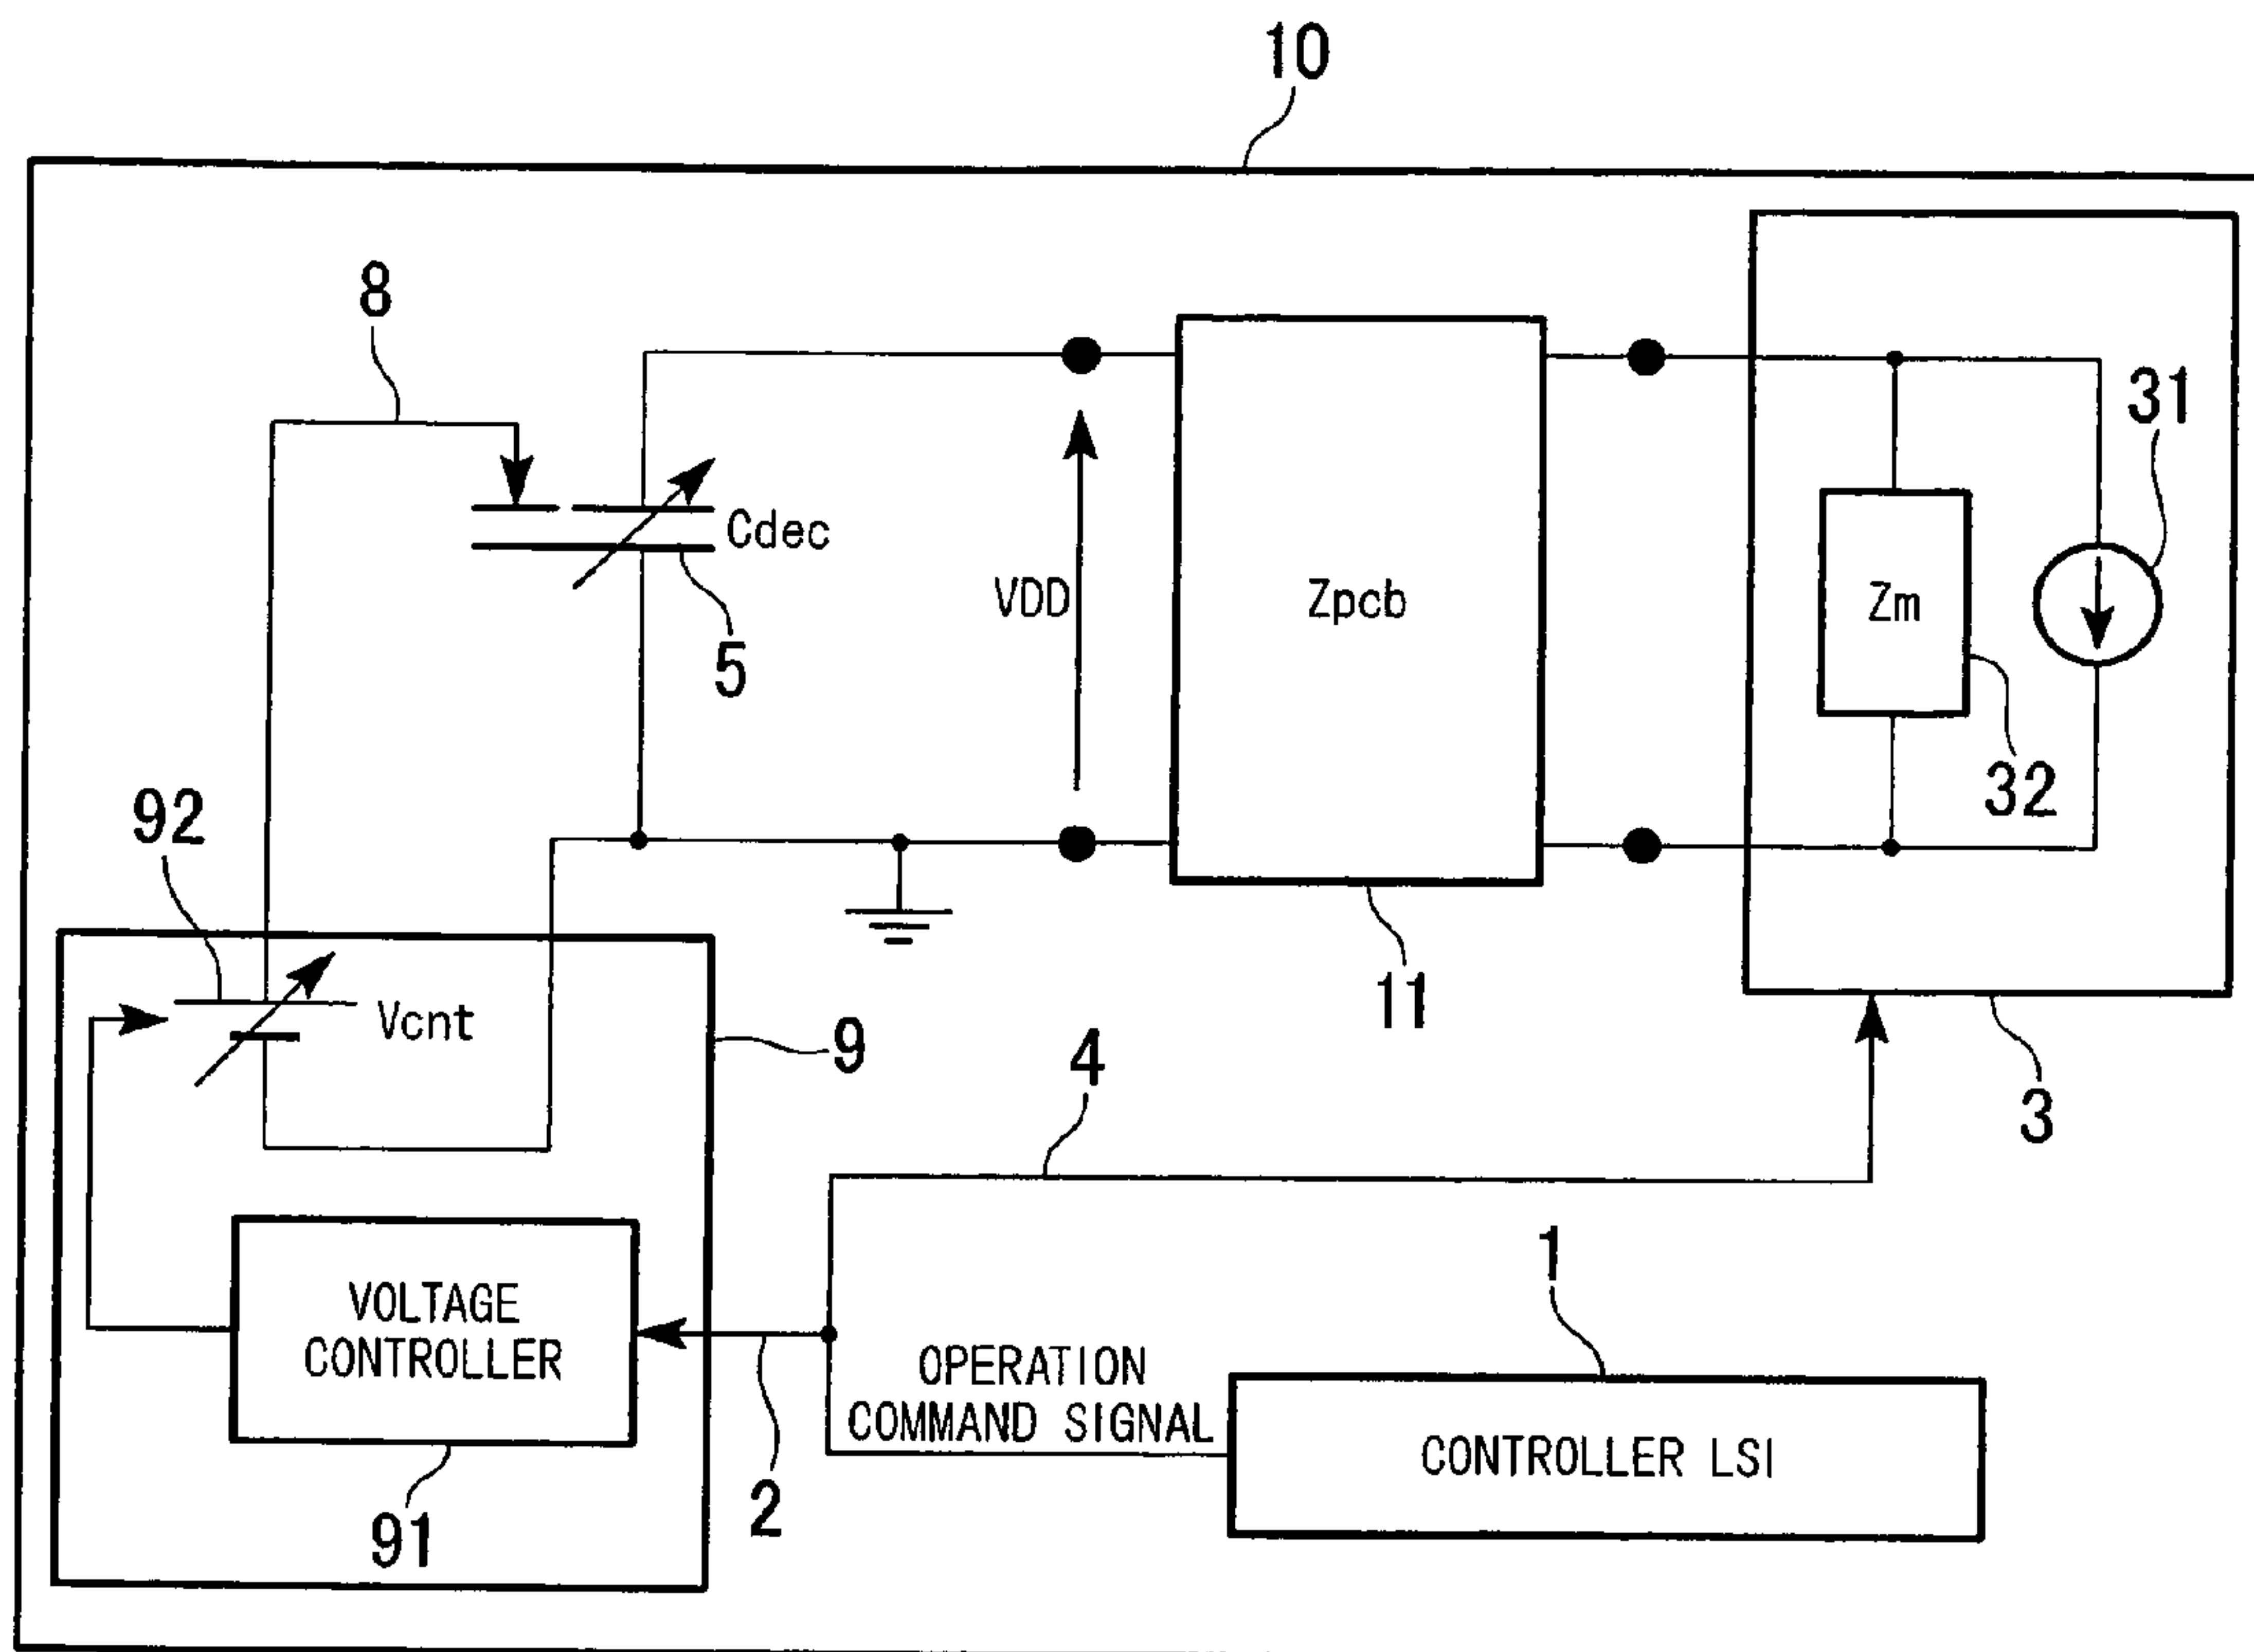 10
8
31
Cdec
VDD
Zpcb
Zm
5
32
92
11
Vcnt
9
4
3
1
VOLTAGE
CONTROLLER
OPERATION
COMMAND SIGNAL
CONTROLLER LSI
2
91